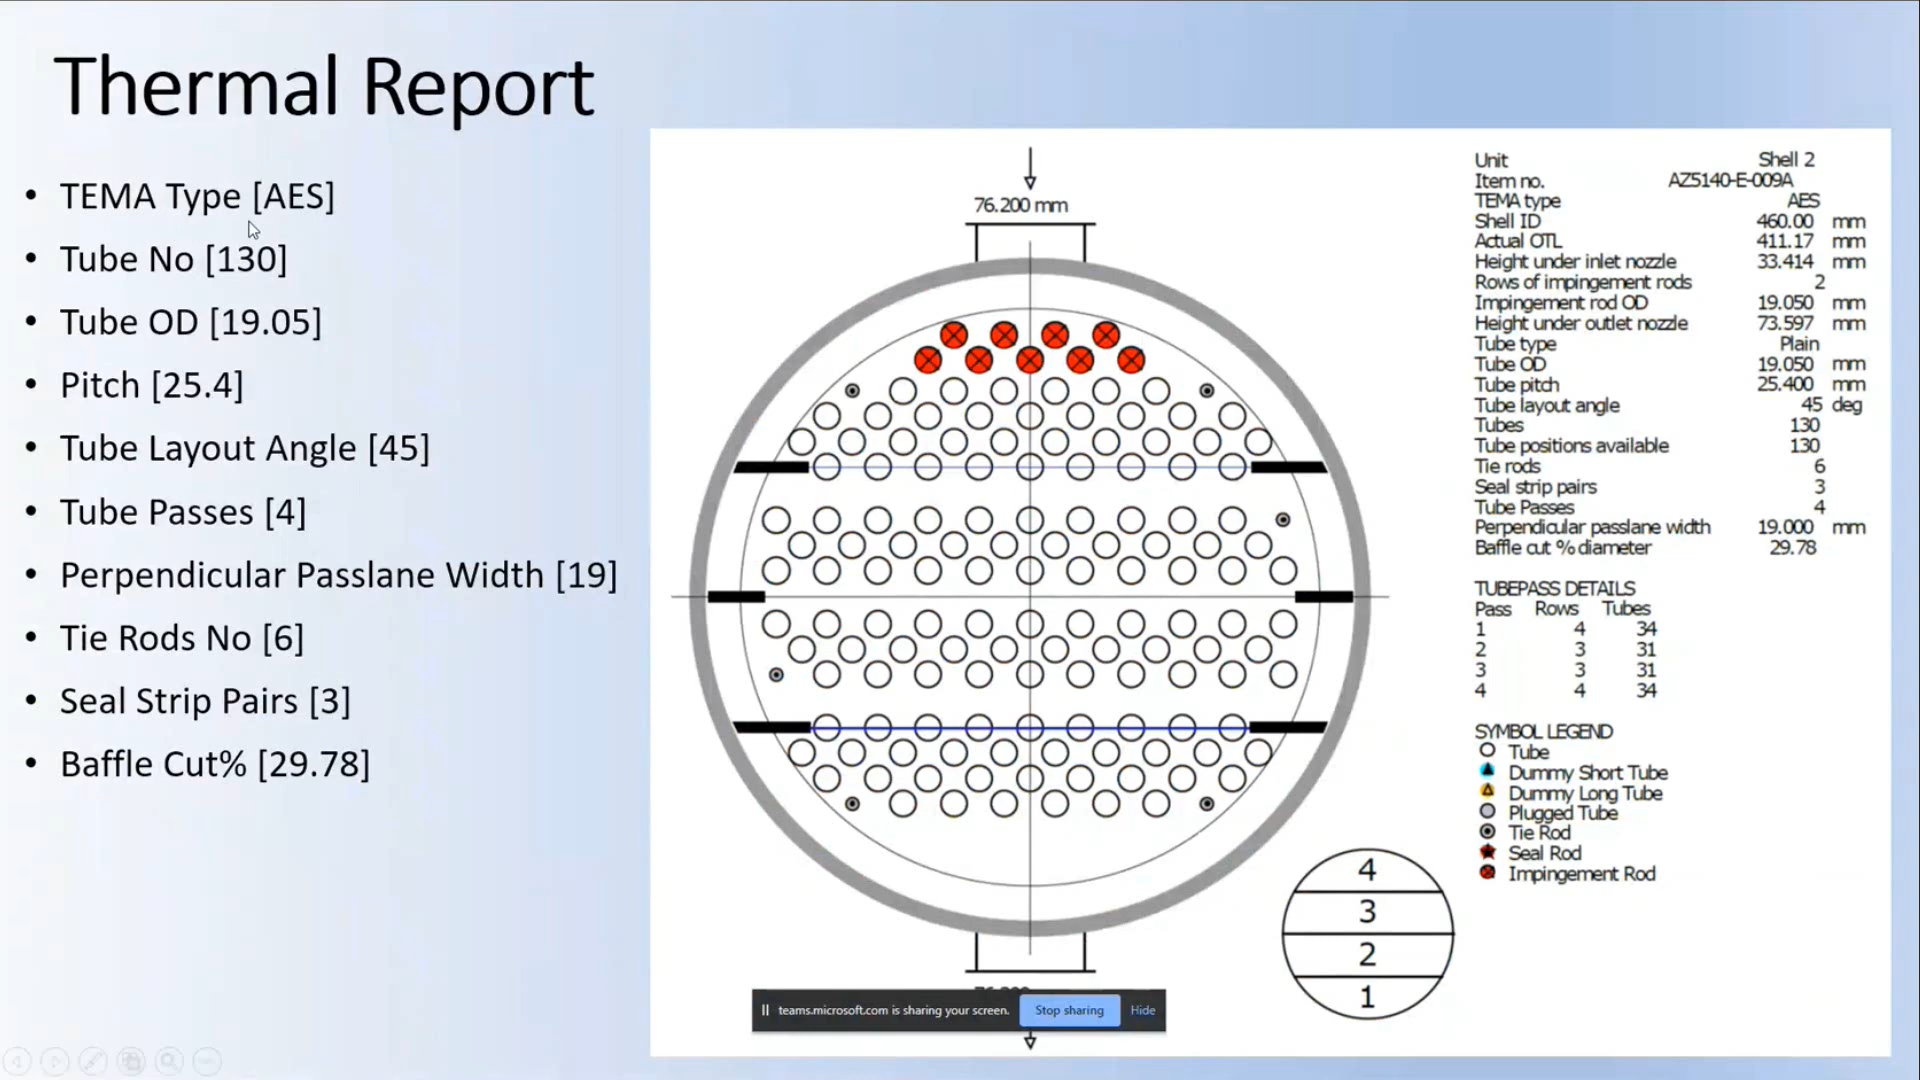 Thermal Report
• TEMA Type [AES]
• Tube No [130]
• Tube OD [19.05]
• Pitch [25.4]
• Tube Layout Angle [45]
• Tube Passes [4]
• Perpendicular Passlane Width [19]
• Tie Rods No [6]
• Seal Strip Pairs [3]
• Baffle Cut% [29.78]
76.200 mm
Unit Shell 2
Item no. AZ5140-E-009A
TEMA type AES
Shell ID 460.00 mm
Actual OTL 411.17 mm
Height under inlet nozzle 33.414 mm
Rows of impingement rods 2
Impingement rod OD 19.050 mm
Height under outlet nozzle 73.597 mm
Tube type Plain
Tube OD 19.050 mm
Tube pitch 25.400 mm
Tube layout angle 45 deg
Tubes 130
Tube positions available 130
Tie rods 6
Seal strip pairs 3
Tube Passes 4
Perpendicular passlane width 19.000 mm
Baffle cut % diameter 29.78
TUBEPASS DETAILS
Pass Rows Tubes
1 4 34
2 3 31
3 3 31
4 4 34
SYMBOL LEGEND
Tube
Dummy Short Tube
Dummy Long Tube
Plugged Tube
Tie Rod
Seal Rod
Impingement Rod
4
3
2
1
teams.microsoft.com is sharing your screen. Stop sharing Hide